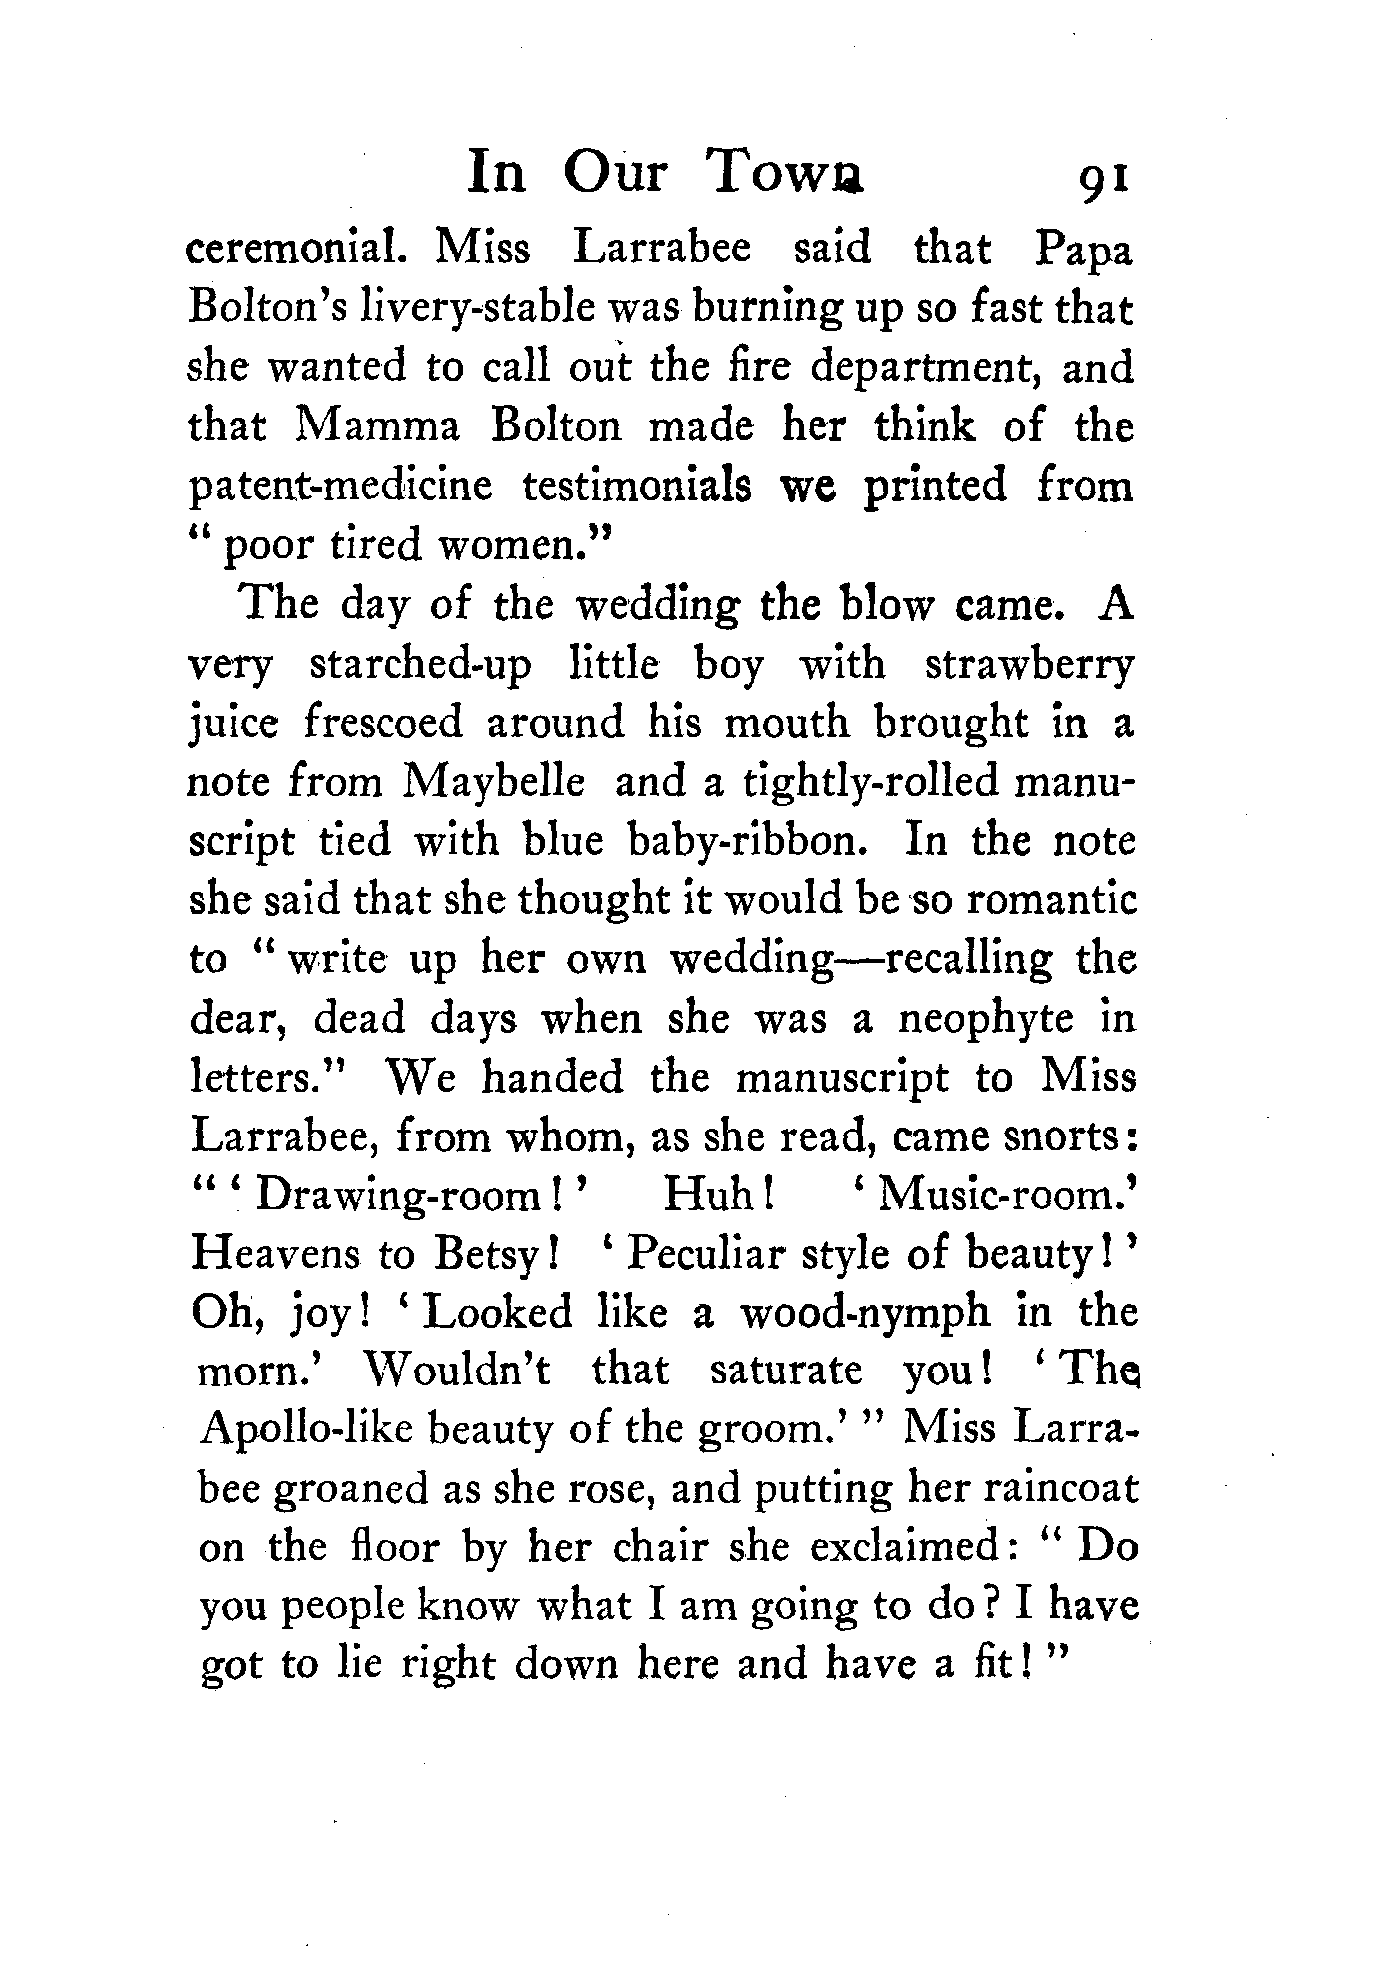 In Our Town 91
ceremonial. Miss Larrabee said that Papa
Bolton's livery-stable was burning up so fast that
she wanted to call out the fire department, and
that Mamma Bolton made her think of the
patent-medicine testimonials we printed from
" poor tired women."
The day of the wedding the blow came. A
very starched-up little boy with strawberry
juice frescoed around his mouth brought in a
note from Maybelle and a tightly-rolled manu-
script tied with blue baby-ribbon. In the note
she said that she thought it would be so romantic
to " write up her own wedding—recalling the
dear, dead days when she was a neophyte in
letters." We handed the manuscript to Miss
Larrabee, from whom, as she read, came snorts:
" ' Drawing-room ! ' Huh ! ' Music-room.'
Heavens to Betsy ! ' Peculiar style of beauty ! '
Oh, joy ! ' Looked like a wood-nymph in the
morn.' Wouldn't that saturate you ! ' The
Apollo-like beauty of the groom.' " Miss Larra-
bee groaned as she rose, and putting her raincoat
on the floor by her chair she exclaimed : " Do
you people know what I am going to do ? I have
got to lie right down here and have a fit ! "